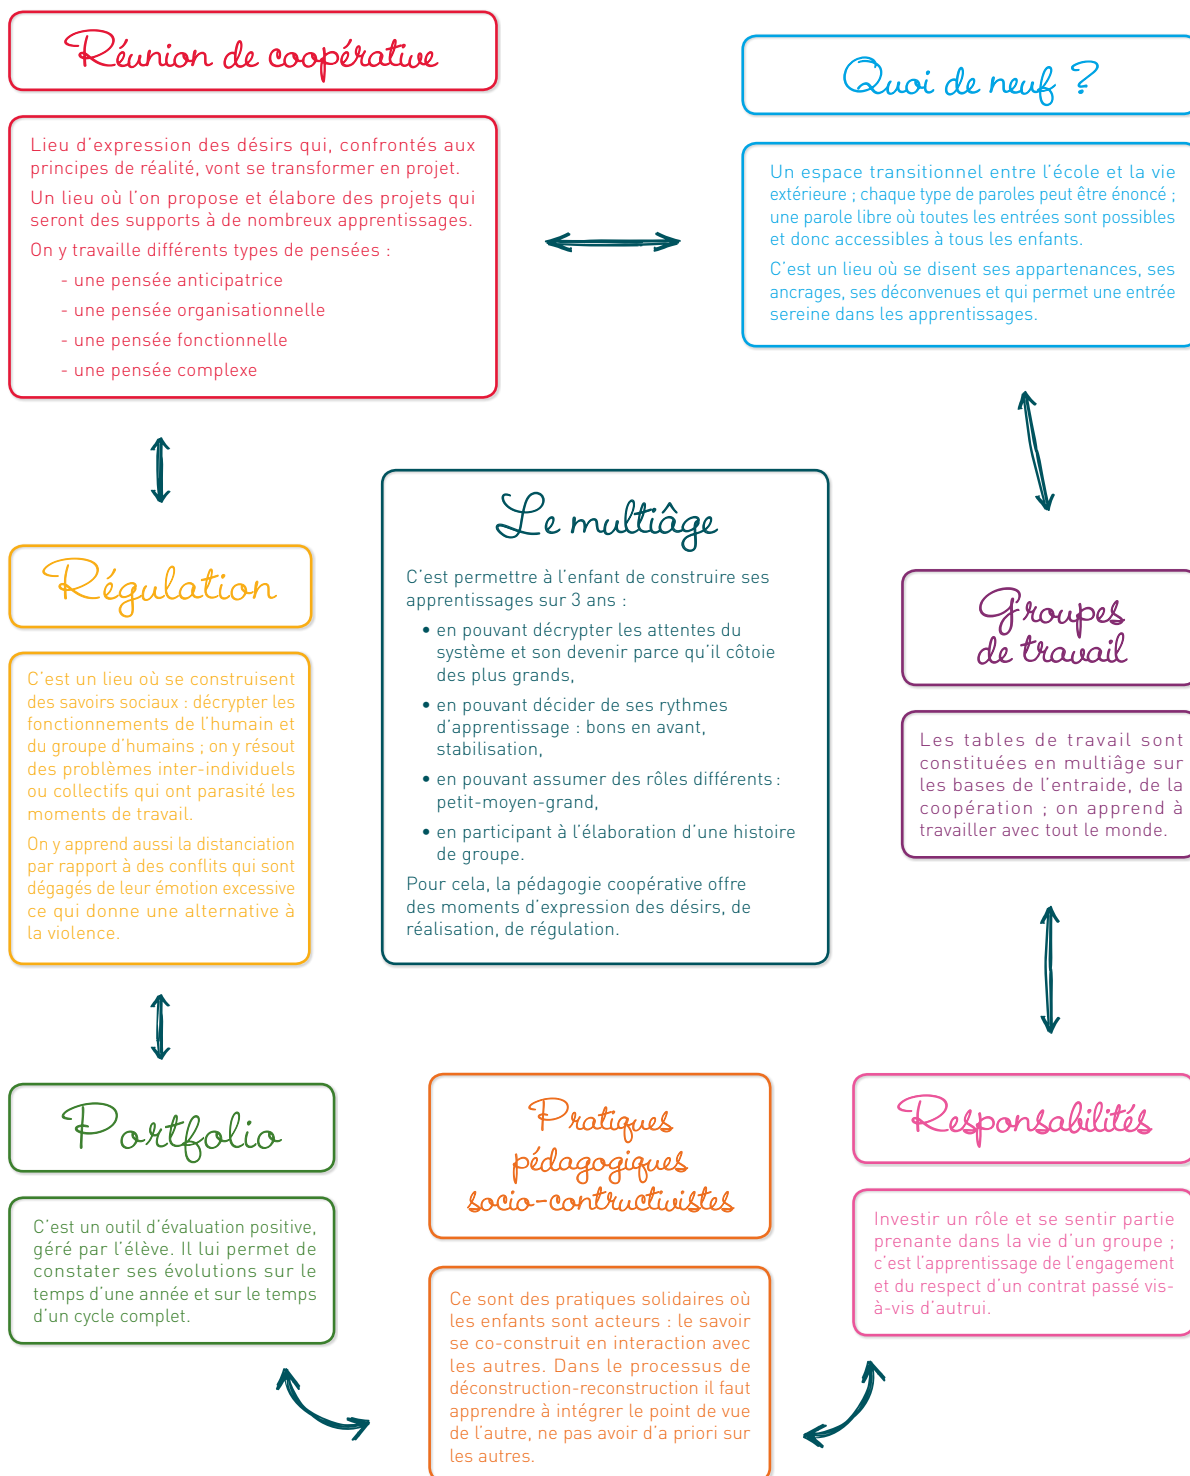 Réunion de coopérative
Lieu d'expression des désirs qui, confrontés aux
principes de réalité, vont se transformer en projet.
Un lieu où l'on propose et élabore des projets qui
seront des supports à de nombreux apprentissages.
On y travaille différents types de pensées :
- une pensée anticipatrice
- une pensée organisationnelle
- une pensée fonctionnelle
- une pensée complexe
Quoi de neuf ?
Un espace transitionnel entre l'école et la vie
extérieure ; chaque type de paroles peut être énoncé ;
une parole libre où toutes les entrées sont possibles
et donc accessibles à tous les enfants.
C'est un lieu où se disent ses appartenances, ses
ancrages, ses déconvenues et qui permet une entrée
sereine dans les apprentissages.
Régulation
C'est un lieu où se construisent
des savoirs sociaux : décrypter les
fonctionnements de l'humain et
du groupe d'humains ; on y résout
des problèmes inter-individuels
ou collectifs qui ont parasité les
moments de travail.
On y apprend aussi la distanciation
par rapport à des conflits qui sont
dégagés de leur émotion excessive
ce qui donne une alternative à
la violence.
Le multiâge
C'est permettre à l'enfant de construire ses
apprentissages sur 3 ans :
• en pouvant décrypter les attentes du
système et son devenir parce qu'il côtoie
des plus grands,
• en pouvant décider de ses rythmes
d'apprentissage : bons en avant,
stabilisation,
• en pouvant assumer des rôles différents :
petit-moyen-grand,
• en participant à l'élaboration d'une histoire
de groupe.
Pour cela, la pédagogie coopérative offre
des moments d'expression des désirs, de
réalisation, de régulation.
Groupes
de travail
Les tables de travail sont
constituées en multiâge sur
les bases de l'entraide, de la
coopération ; on apprend à
travailler avec tout le monde.
Portfolio
C'est un outil d'évaluation positive,
géré par l'élève. Il lui permet de
constater ses évolutions sur le
temps d'une année et sur le temps
d'un cycle complet.
Pratiques
pédagogiques
socio-contructivistes
Ce sont des pratiques solidaires où
les enfants sont acteurs : le savoir
se co-construit en interaction avec
les autres. Dans le processus de
déconstruction-reconstruction il faut
apprendre à intégrer le point de vue
de l'autre, ne pas avoir d'a priori sur
les autres.
Responsabilités
Investir un rôle et se sentir partie
prenante dans la vie d'un groupe ;
c'est l'apprentissage de l'engagement
et du respect d'un contrat passé vis-
à-vis d'autrui.